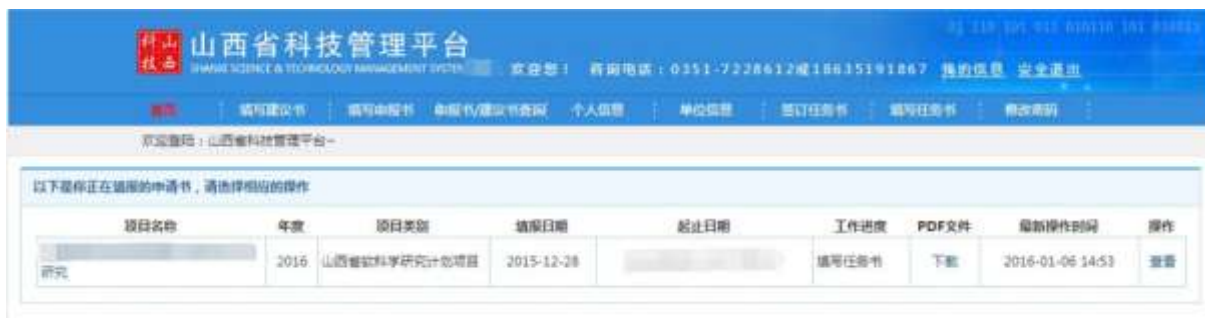 科山
技西
山西省科技管理平台
SHANXI SCIENCE & TECHNOLOGY MANAGEMENT SYSTEM
欢迎您！ 咨询电话：0351-7228612或18635191867 我的信息 安全退出
首页 填写建议书 填写申报书 申报书/建议书查询 个人信息 单位信息 签订任务书 填写任务书 修改密码
欢迎登陆：山西省科技管理平台~
以下是你正在填报的申请书，请选择相应的操作
项目名称 年度 项目类别 填报日期 起止日期 工作进度 PDF文件 最新操作时间 操作
研究 2016 山西省软科学研究计划项目 2015-12-28 填写任务书 下载 2016-01-06 14:53 查看